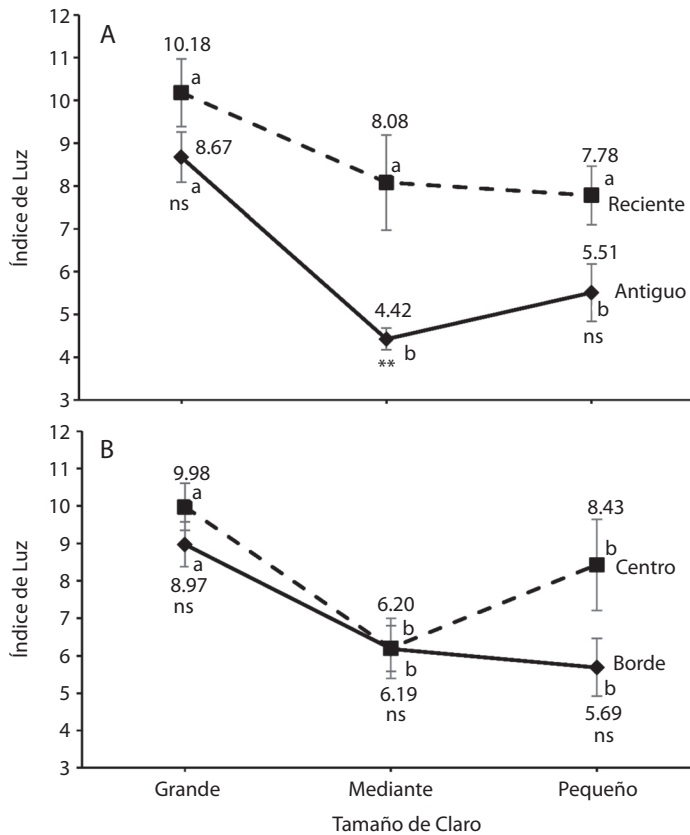 A
Índice de Luz
12
11
10
9
8
7
6
5
4
3
10.18
a
8.67
a
ns
8.08
a
4.42
b
**
7.78
a
Reciente
5.51
Antiguo
b
ns
B
Índice de Luz
12
11
10
9
8
7
6
5
4
3
9.98
a
a
8.97
ns
6.20
b
b
6.19
ns
8.43
b
Centro
Borde
b
5.69
ns
Grande
Mediante
Pequeño
Tamaño de Claro